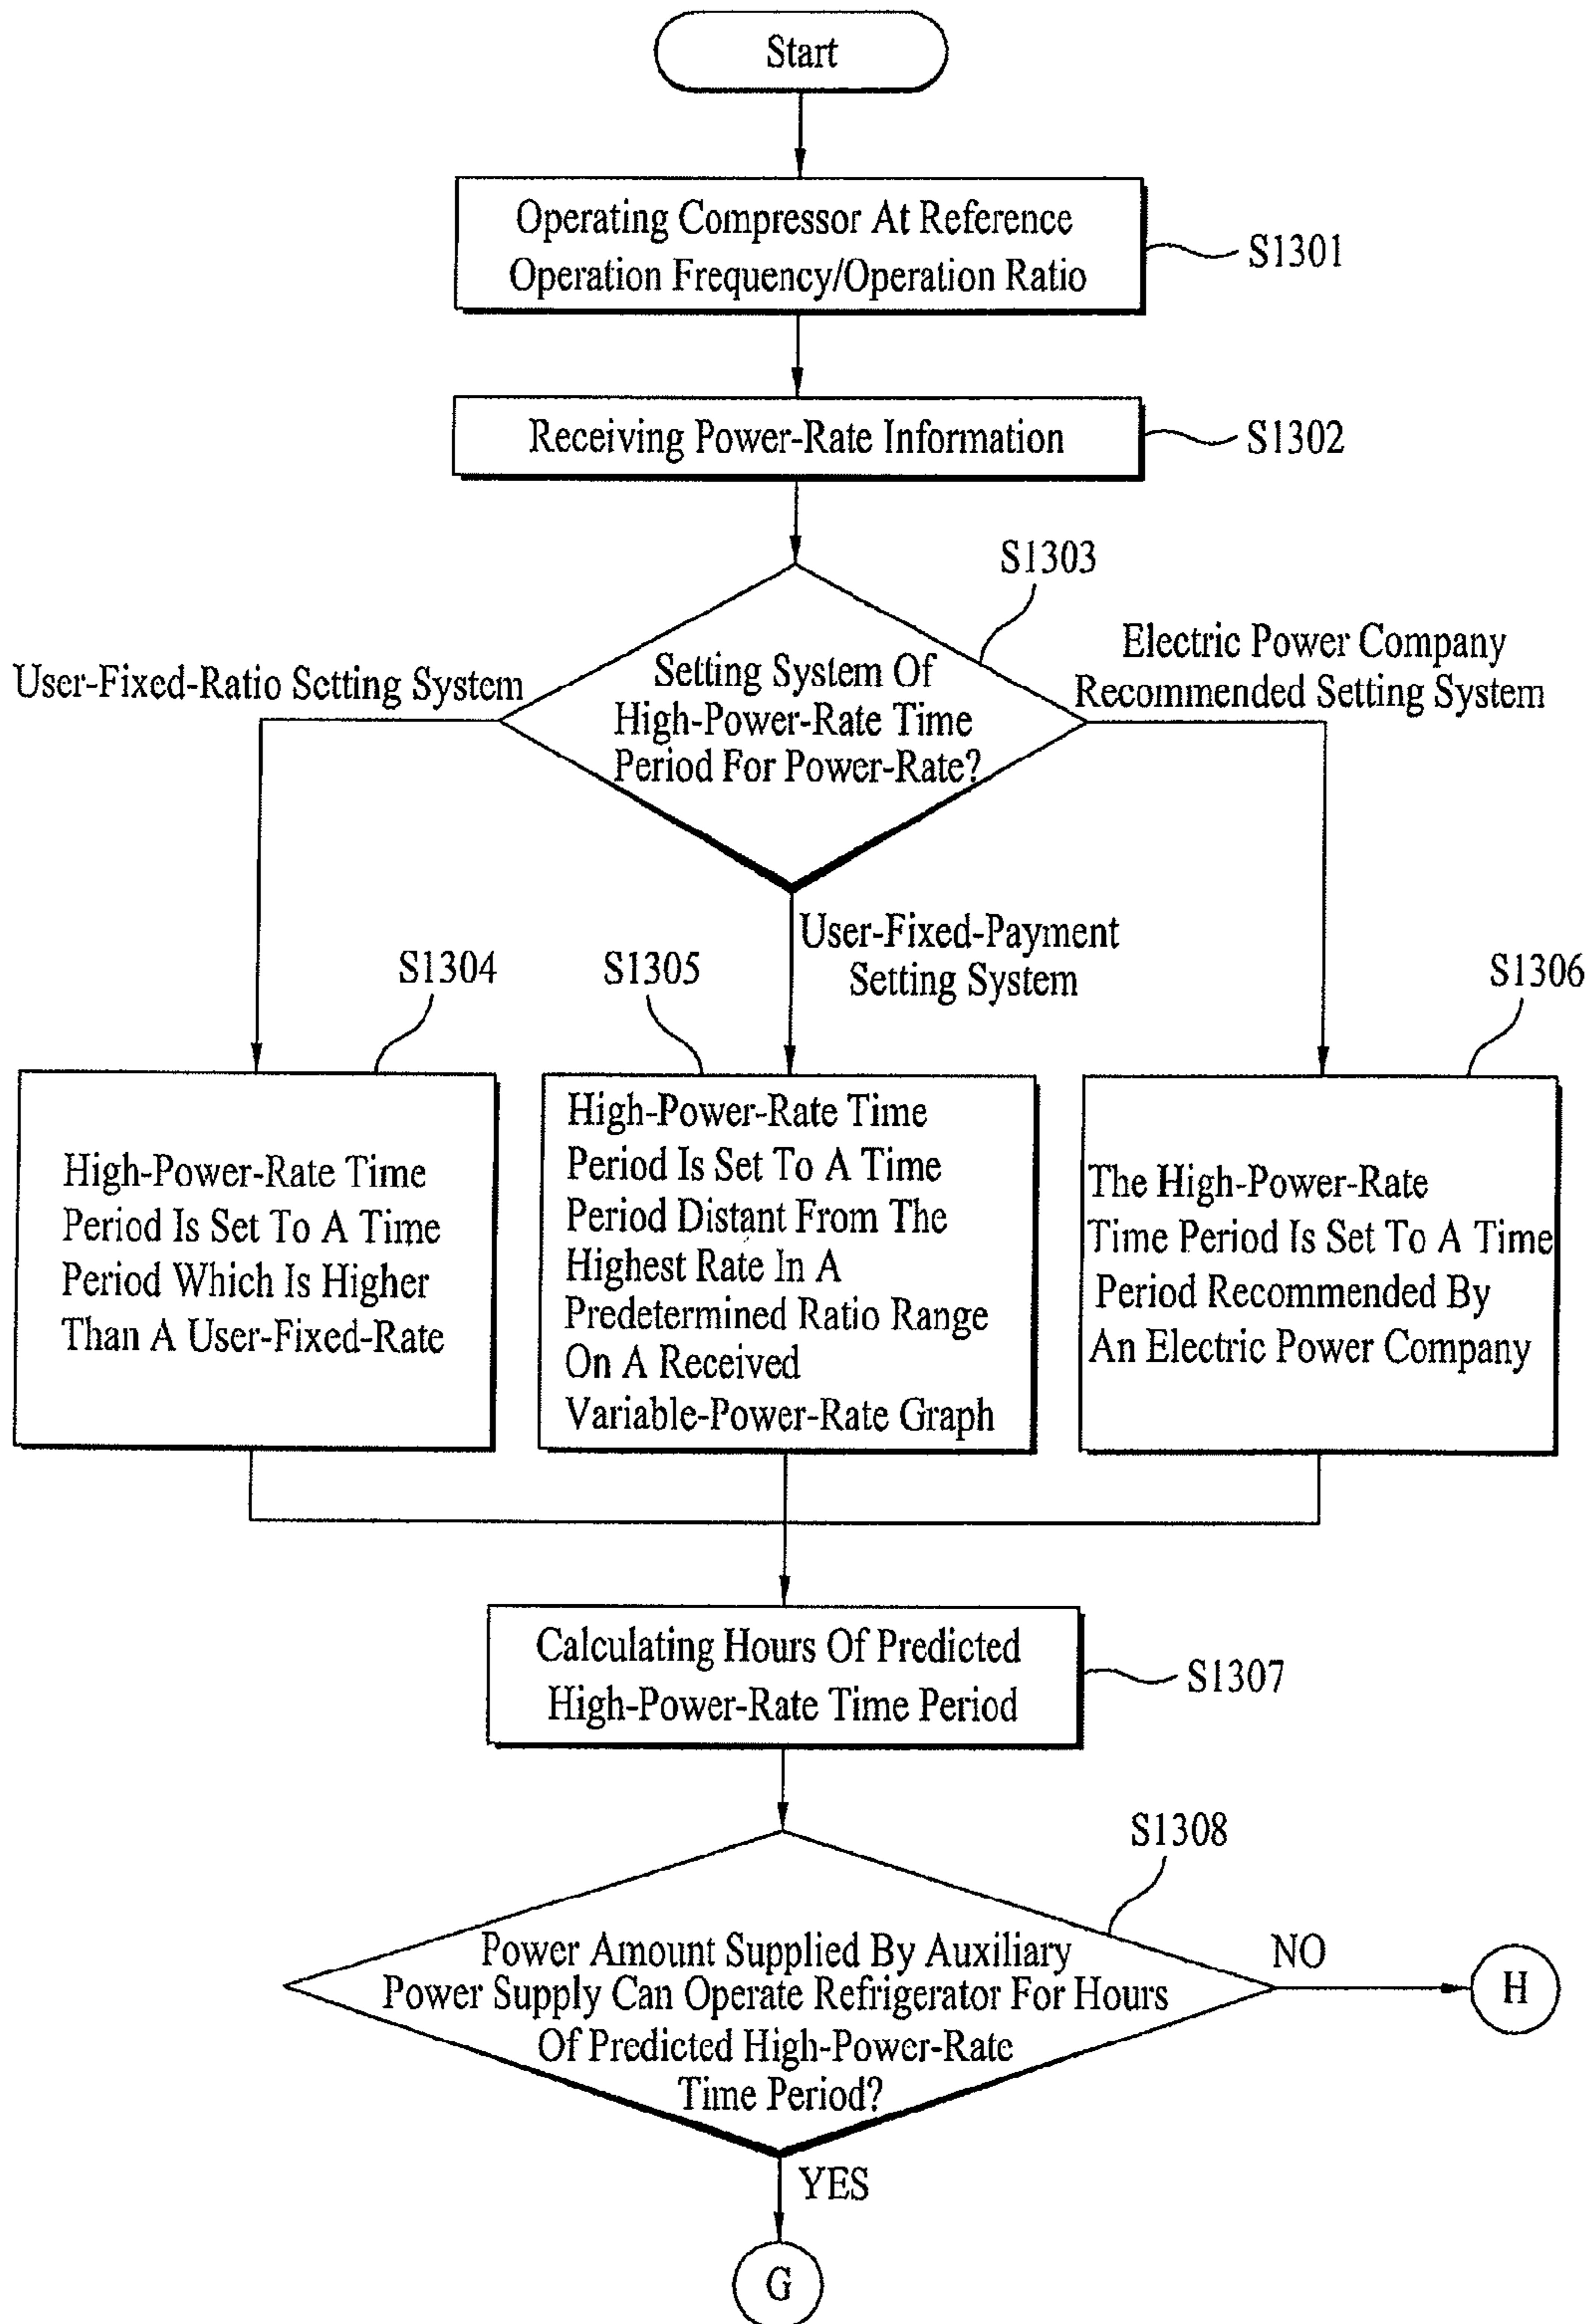 Start
Operating Compressor At Reference
Operation Frequency/Operation Ratio
S1301
Receiving Power-Rate Information
S1302
S1303
Setting System Of
High-Power-Rate Time
Period For Power-Rate?
User-Fixed-Ratio Setting System
Electric Power Company
Recommended Setting System
User-Fixed-Payment
Setting System
S1304
High-Power-Rate Time
Period Is Set To A Time
Period Which Is Higher
Than A User-Fixed-Rate
S1305
High-Power-Rate Time
Period Is Set To A Time
Period Distant From The
Highest Rate In A
Predetermined Ratio Range
On A Received
Variable-Power-Rate Graph
S1306
The High-Power-Rate
Time Period Is Set To A Time
Period Recommended By
An Electric Power Company
Calculating Hours Of Predicted
High-Power-Rate Time Period
S1307
S1308
Power Amount Supplied By Auxiliary
Power Supply Can Operate Refrigerator For Hours
Of Predicted High-Power-Rate
Time Period?
NO
H
YES
G